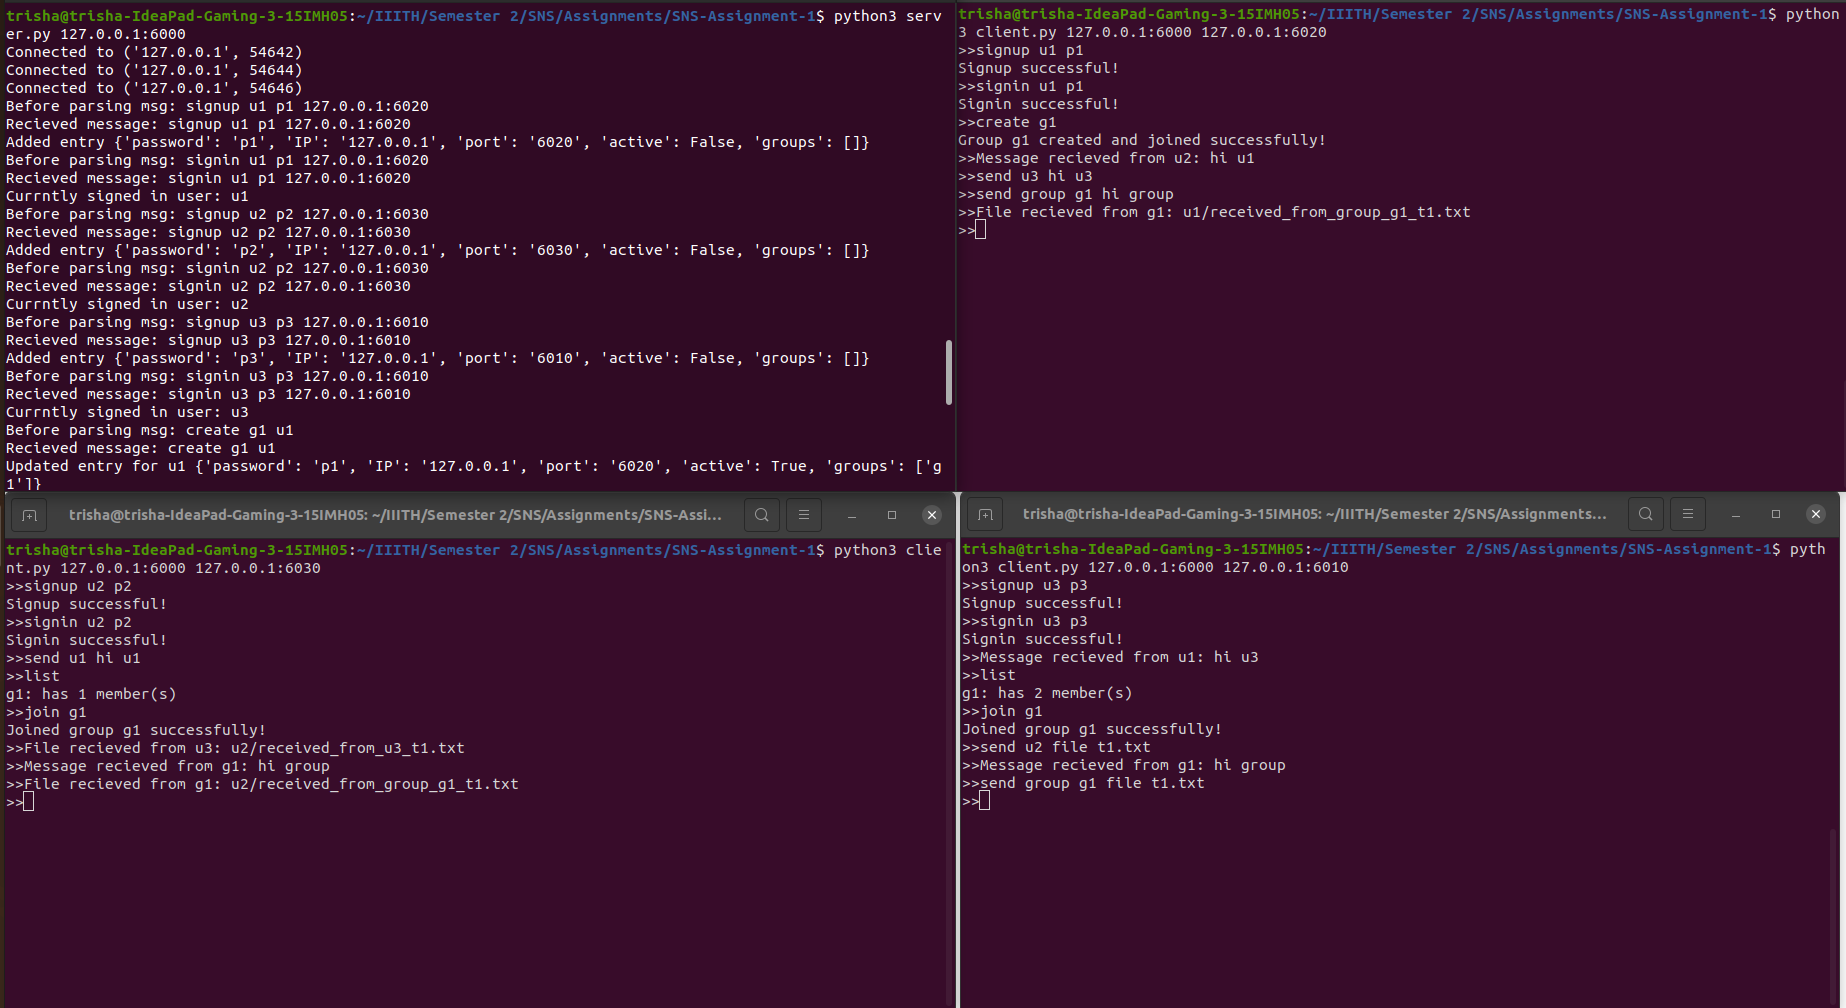 trisha@trisha-IdeaPad-Gaming-3-15IMH05:~/IIITH/Semester 2/SNS/Assignments/SNS-Assignment-1$ python3 serv
er.py 127.0.0.1:6000
Connected to ('127.0.0.1', 54642)
Connected to ('127.0.0.1', 54644)
Connected to ('127.0.0.1', 54646)
Before parsing msg: signup u1 p1 127.0.0.1:6020
Recieved message: signup u1 p1 127.0.0.1:6020
Added entry {'password': 'p1', 'IP': '127.0.0.1', 'port': '6020', 'active': False, 'groups': []}
Before parsing msg: signin u1 p1 127.0.0.1:6020
Recieved message: signin u1 p1 127.0.0.1:6020
Currntly signed in user: u1
Before parsing msg: signup u2 p2 127.0.0.1:6030
Recieved message: signup u2 p2 127.0.0.1:6030
Added entry {'password': 'p2', 'IP': '127.0.0.1', 'port': '6030', 'active': False, 'groups': []}
Before parsing msg: signin u2 p2 127.0.0.1:6030
Recieved message: signin u2 p2 127.0.0.1:6030
Currntly signed in user: u2
Before parsing msg: signup u3 p3 127.0.0.1:6010
Recieved message: signup u3 p3 127.0.0.1:6010
Added entry {'password': 'p3', 'IP': '127.0.0.1', 'port': '6010', 'active': False, 'groups': []}
Before parsing msg: signin u3 p3 127.0.0.1:6010
Recieved message: signin u3 p3 127.0.0.1:6010
Currntly signed in user: u3
Before parsing msg: create g1 u1
Recieved message: create g1 u1
Updated entry for u1 {'password': 'p1', 'IP': '127.0.0.1', 'port': '6020', 'active': True, 'groups': ['g
1']}
trisha@trisha-IdeaPad-Gaming-3-15IMH05:~/IIITH/Semester 2/SNS/Assignments/SNS-Assignment-1$ python
3 client.py 127.0.0.1:6000 127.0.0.1:6020
>>signup u1 p1
Signup successful!
>>signin u1 p1
Signin successful!
>>create g1
Group g1 created and joined successfully!
>>Message recieved from u2: hi u1
>>send u3 hi u3
>>send group g1 hi group
>>File recieved from g1: u1/received_from_group_g1_t1.txt
>>
trisha@trisha-IdeaPad-Gaming-3-15IMH05: ~/IIITH/Semester 2/SNS/Assignments/SNS-Assi...
trisha@trisha-IdeaPad-Gaming-3-15IMH05:~/IIITH/Semester 2/SNS/Assignments/SNS-Assignment-1$ python3 clie
nt.py 127.0.0.1:6000 127.0.0.1:6030
>>signup u2 p2
Signup successful!
>>signin u2 p2
Signin successful!
>>send u1 hi u1
>>list
g1: has 1 member(s)
>>join g1
Joined group g1 successfully!
>>File recieved from u3: u2/received_from_u3_t1.txt
>>Message recieved from g1: hi group
>>File recieved from g1: u2/received_from_group_g1_t1.txt
>>
trisha@trisha-IdeaPad-Gaming-3-15IMH05: ~/IIITH/Semester 2/SNS/Assignments...
trisha@trisha-IdeaPad-Gaming-3-15IMH05:~/IIITH/Semester 2/SNS/Assignments/SNS-Assignment-1$ pyth
on3 client.py 127.0.0.1:6000 127.0.0.1:6010
>>signup u3 p3
Signup successful!
>>signin u3 p3
Signin successful!
>>Message recieved from u1: hi u3
>>list
g1: has 2 member(s)
>>join g1
Joined group g1 successfully!
>>send u2 file t1.txt
>>Message recieved from g1: hi group
>>send group g1 file t1.txt
>>